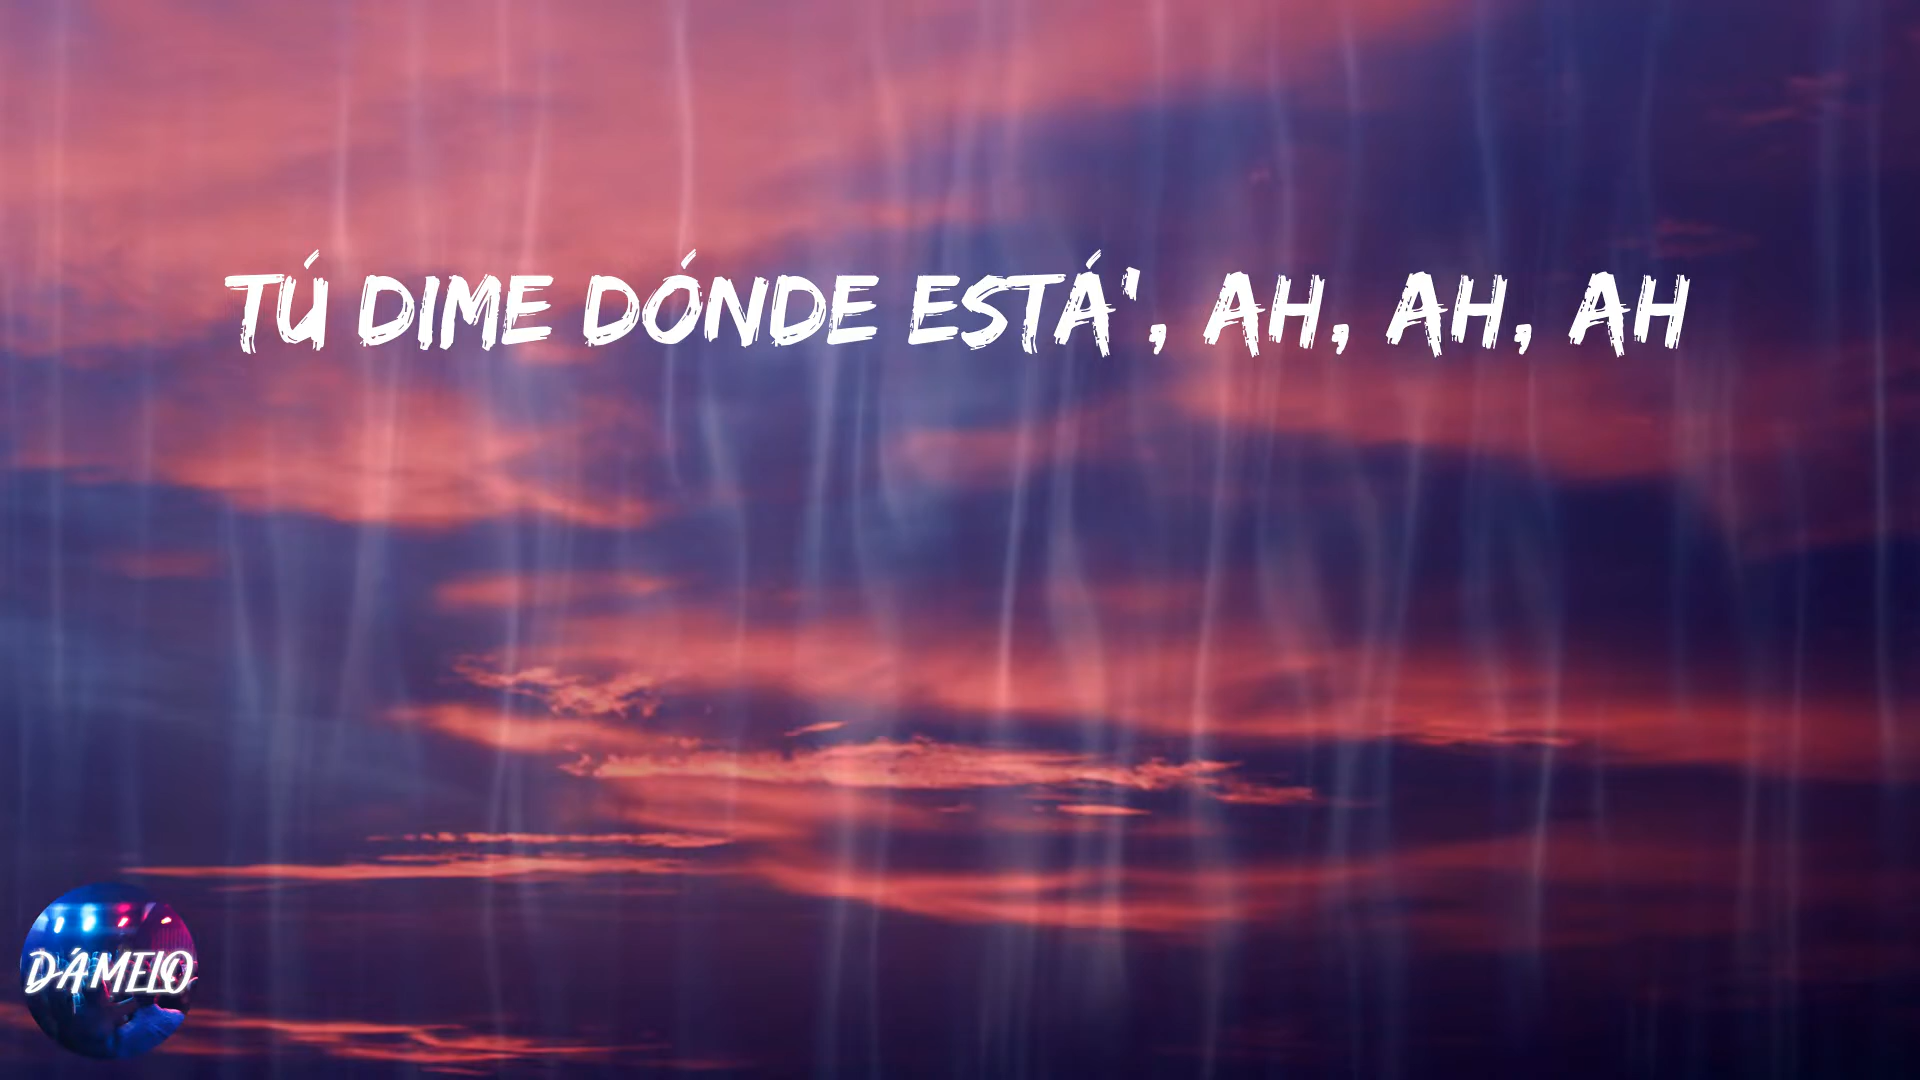 TÚ DIME DÓNDE ESTÁ', AH, AH, AH
DÁMELO